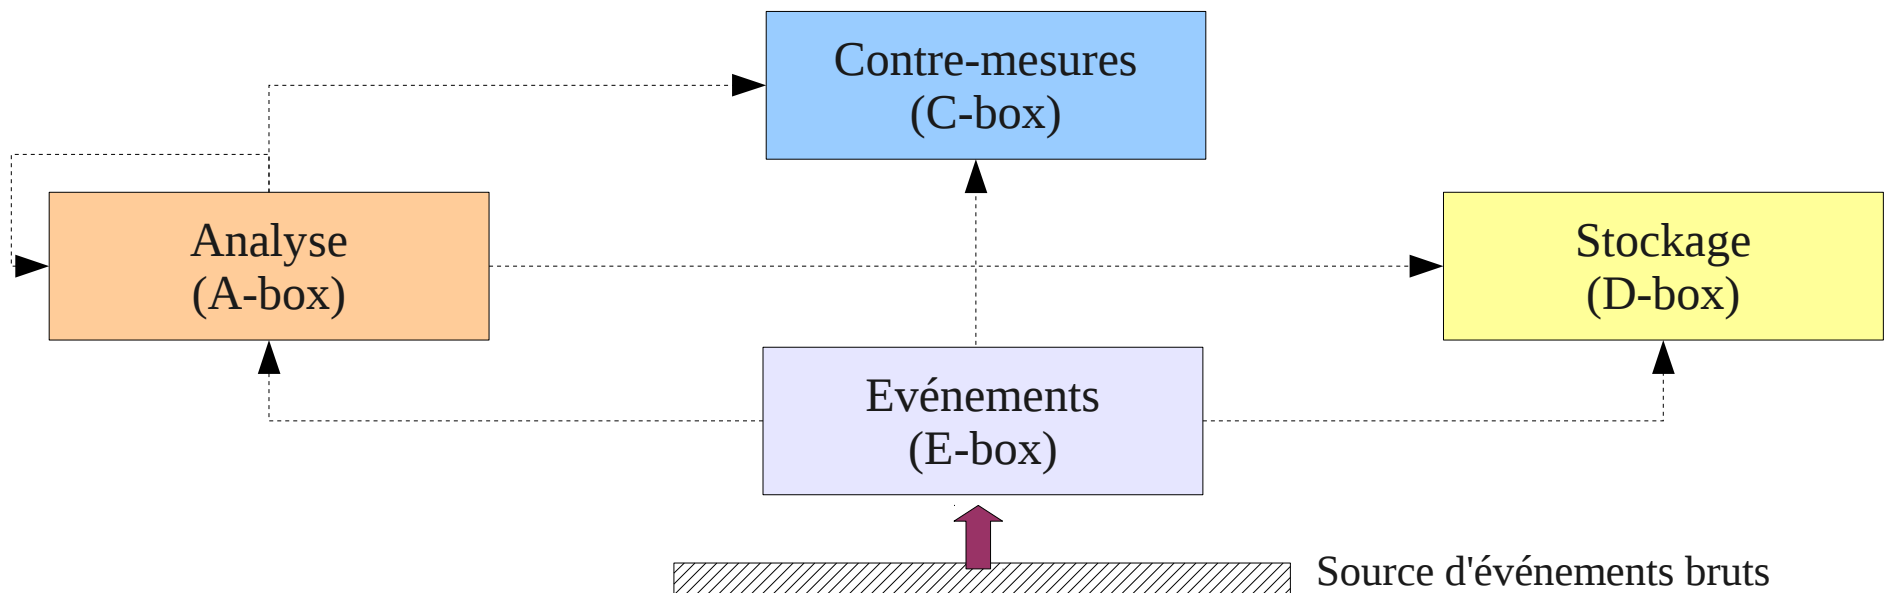 Contre-mesures
(C-box)
Analyse
(A-box)
Stockage
(D-box)
Evénements
(E-box)
Source d'événements bruts